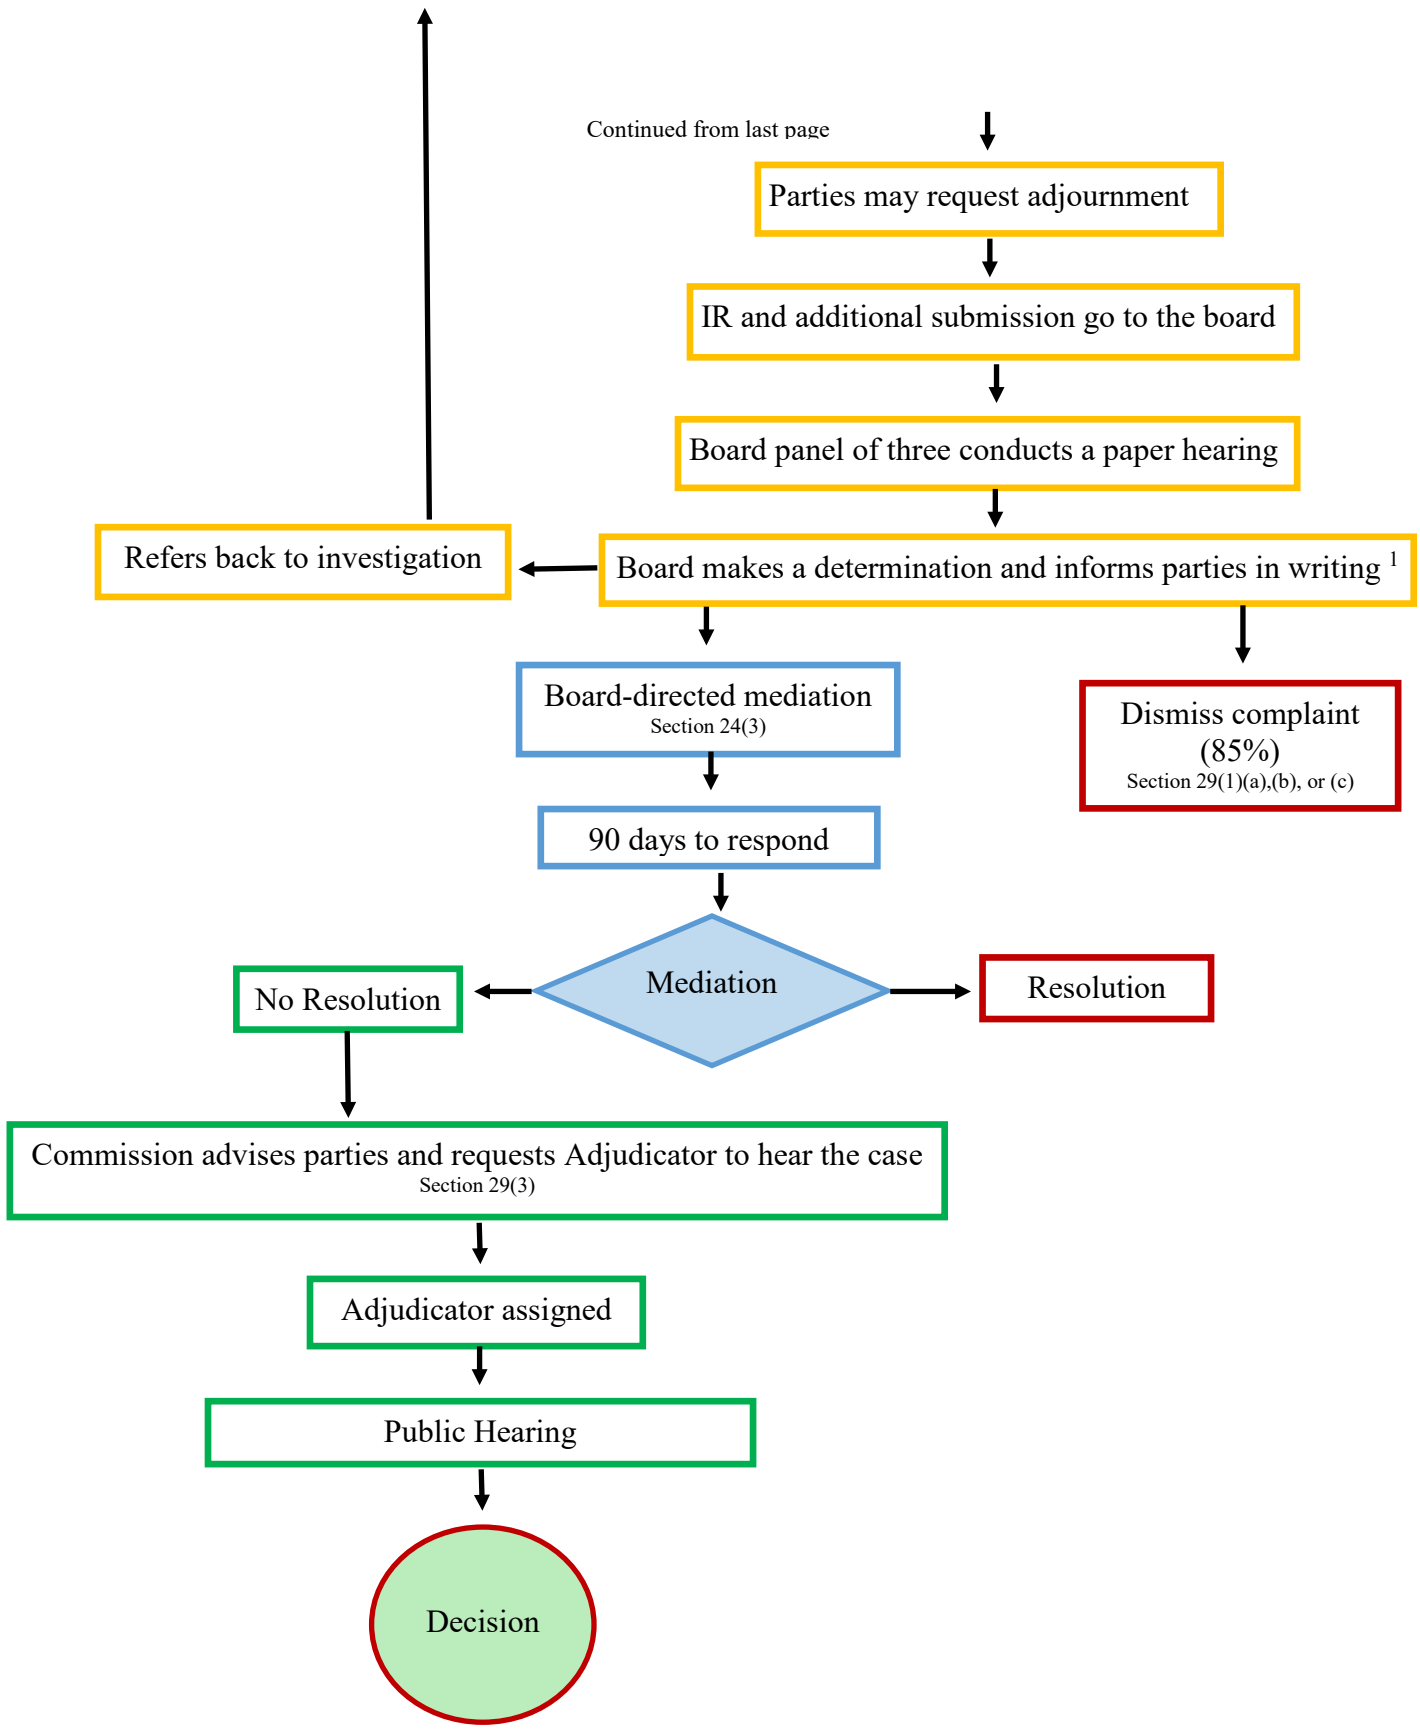 Continued from last page
Parties may request adjournment
IR and additional submission go to the board
Board panel of three conducts a paper hearing
Refers back to investigation
Board makes a determination and informs parties in writing 1
Board-directed mediation
Section 24(3)
Dismiss complaint
(85%)
Section 29(1)(a),(b), or (c)
90 days to respond
Mediation
No Resolution
Resolution
Commission advises parties and requests Adjudicator to hear the case
Section 29(3)
Adjudicator assigned
Public Hearing
Decision